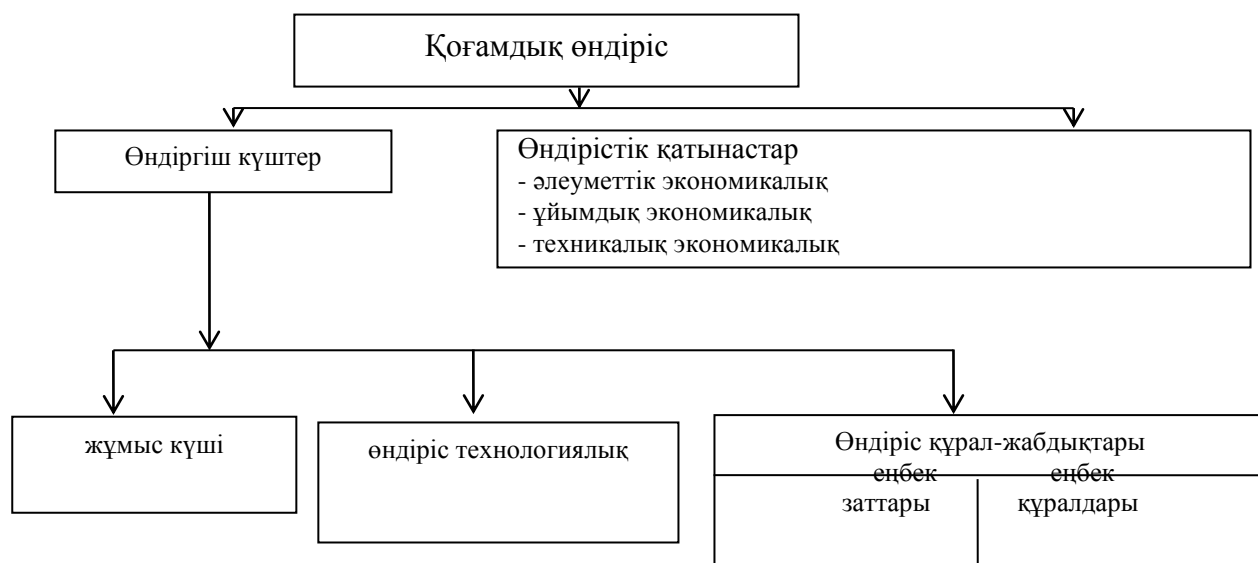 Қоғамдық өндіріс
Өндіргіш күштер
Өндірістік қатынастар
- әлеуметтік экономикалық
- ұйымдық экономикалық
- техникалық экономикалық
жұмыс күші
өндіріс технологиялық
Өндіріс құрал-жабдықтары
еңбек
заттары
еңбек
құралдары